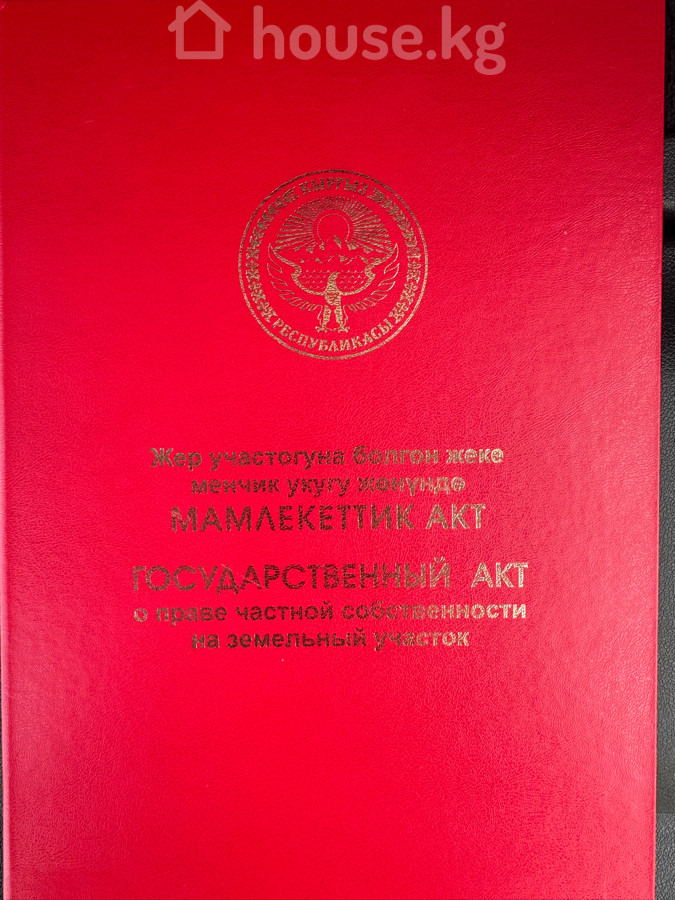 house.kg
КЫРГЫЗ
РЕСПУБЛИКАСЫ
Жер участогуна болгон жеке
менчик укугу жөнүндө
МАМЛЕКЕТТИК АКТ
ГОСУДАРСТВЕННЫЙ АКТ
о праве частной собственности
на земельный участок